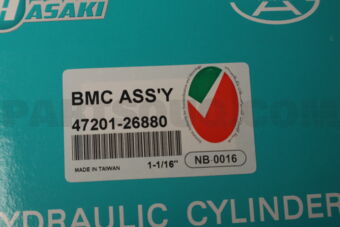 HASAKI
BMC ASS'Y
47201-26880
MADE IN TAIWAN
1-1/16"
NB 0016
HYDRAULIC CYLINDER